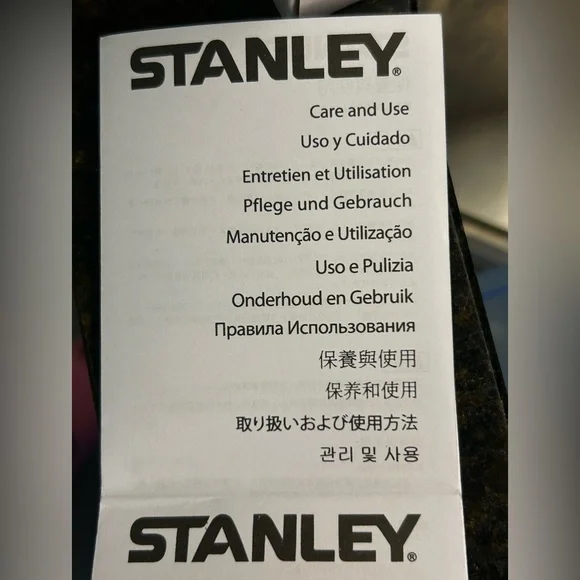 STANLEY®
Care and Use
Uso y Cuidado
Entretien et Utilisation
Pflege und Gebrauch
Manutenção e Utilização
Uso e Pulizia
Onderhoud en Gebruik
Правила Использования
保養與使用
保养和使用
取り扱いおよび使用方法
관리 및 사용
STANLEY®